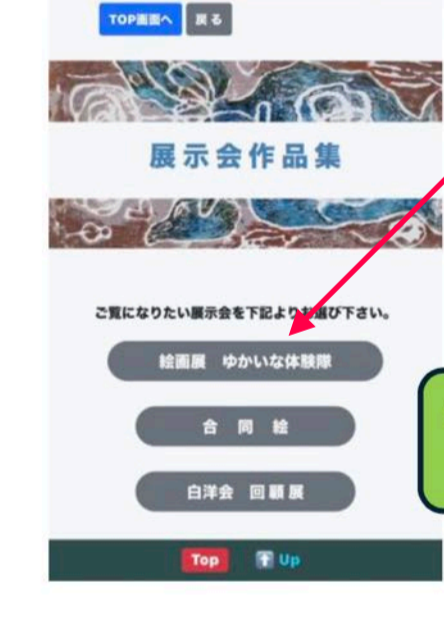 TOP画面へ 戻る
展示会作品集
ご覧になりたい展示会を下記よりお選び下さい。
絵画展 ゆかいな体験隊
合同絵
白洋会 回顧展
Top Up